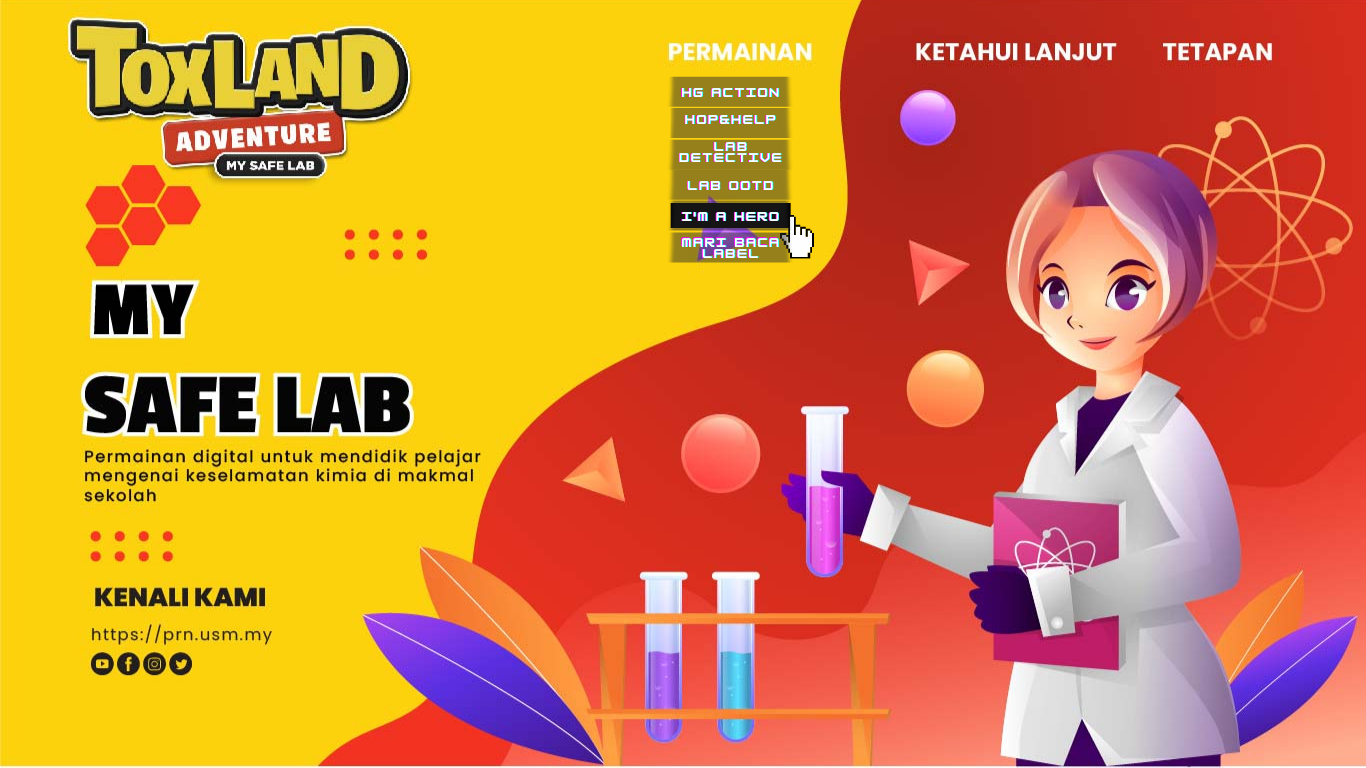 TOXLAND
ADVENTURE
MY SAFE LAB
PERMAINAN
KETAHUI LANJUT
TETAPAN
HG ACTION
HOP&HELP
LAB
DETECTIVE
LAB OOTD
I'M A HERO
MARI BACA
LABEL
MY
SAFE LAB
Permainan digital untuk mendidik pelajar
mengenai keselamatan kimia di makmal
sekolah
KENALI KAMI
https://prn.usm.my